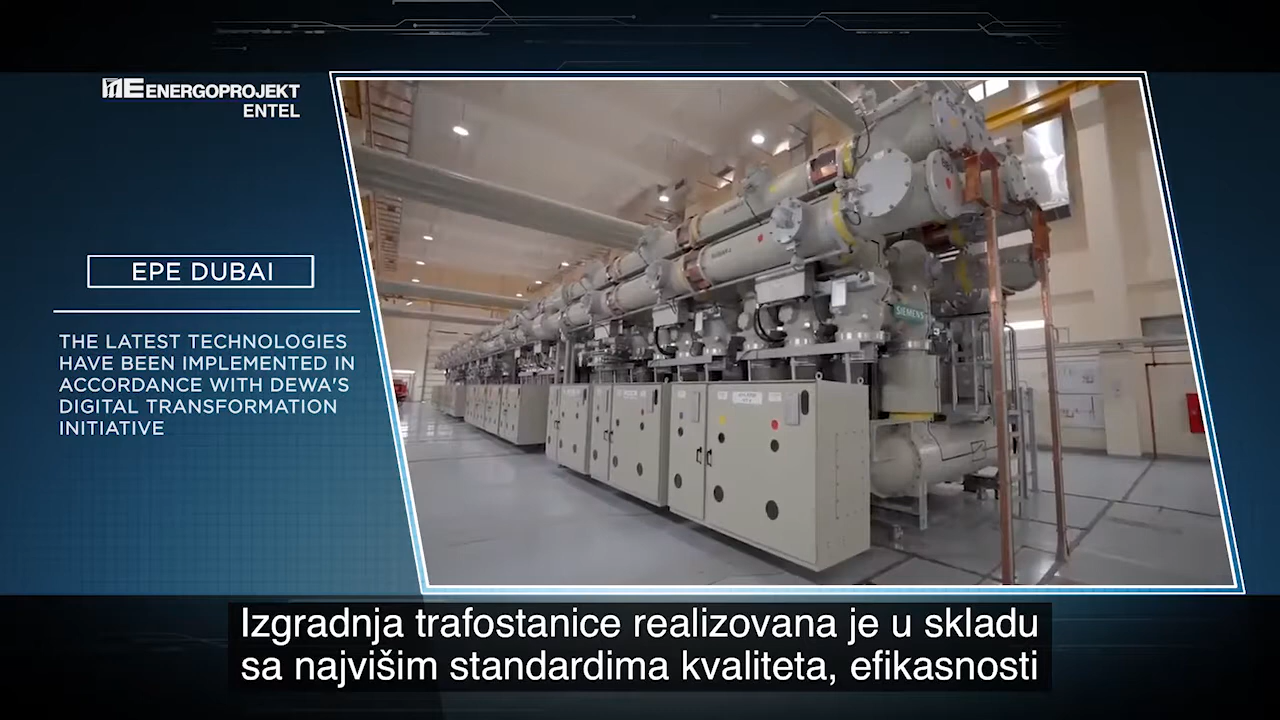 ENERGOPROJEKT
ENTEL
EPE DUBAI
THE LATEST TECHNOLOGIES
HAVE BEEN IMPLEMENTED IN
ACCORDANCE WITH DEWA'S
DIGITAL TRANSFORMATION
INITIATIVE
SIEMENS
Izgradnja trafostanice realizovana je u skladu
sa najvišim standardima kvaliteta, efikasnosti